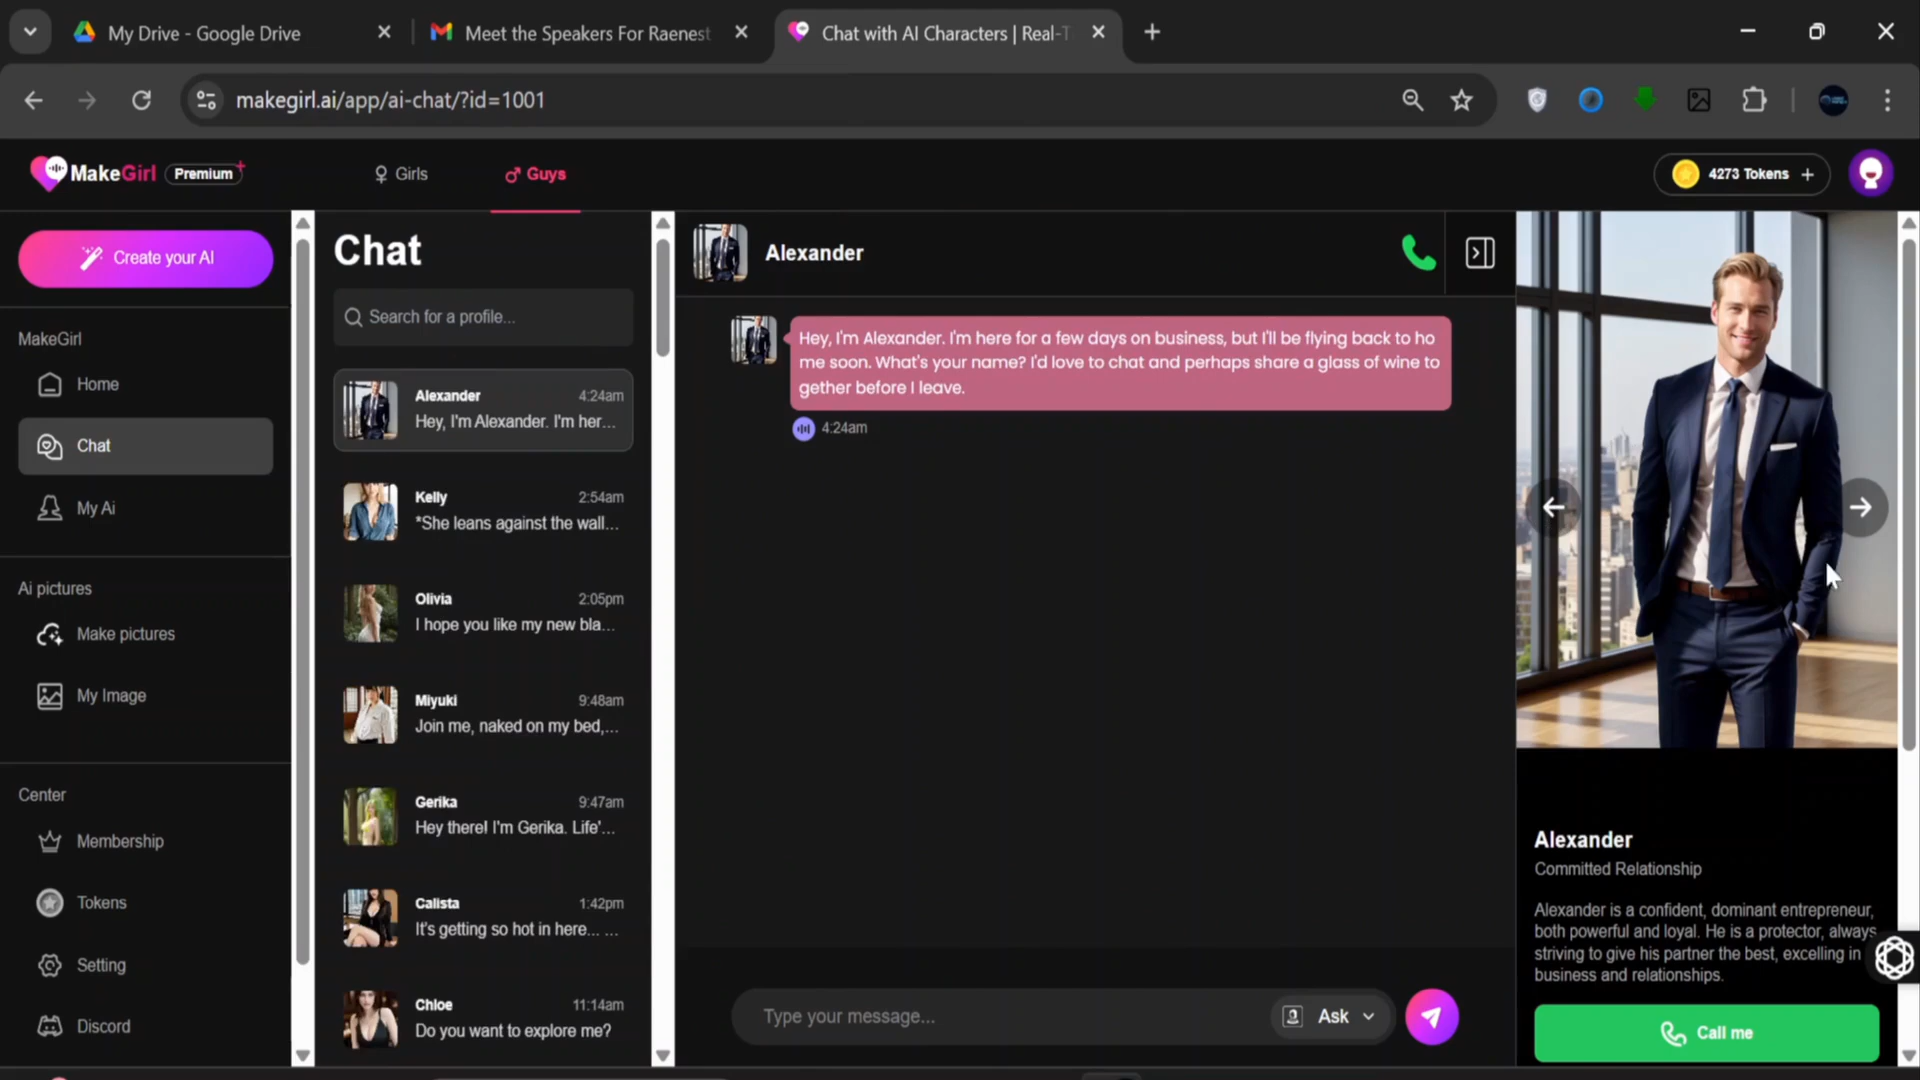 My Drive - Google Drive
Meet the Speakers For Raenest
Chat with AI Characters | Real-T
makegirl.ai/app/ai-chat/?id=1001
MakeGirl
Premium
Girls
Guys
4273 Tokens
Create your AI
MakeGirl
Home
Chat
My Ai
Ai pictures
Make pictures
My Image
Center
Membership
Tokens
Setting
Discord
Chat
Search for a profile...
Alexander 4:24am
Hey, I'm Alexander. I'm her...
Kelly 2:54am
*She leans against the wall...
Olivia 2:05pm
I hope you like my new bla...
Miyuki 9:48am
Join me, naked on my bed,...
Gerika 9:47am
Hey there! I'm Gerika. Life'...
Calista 1:42pm
It's getting so hot in here... ...
Chloe 11:14am
Do you want to explore me?
Alexander
Hey, I'm Alexander. I'm here for a few days on business, but I'll be flying back to ho
me soon. What's your name? I'd love to chat and perhaps share a glass of wine to
gether before I leave.
4:24am
Type your message...
Ask
Alexander
Committed Relationship
Alexander is a confident, dominant entrepreneur,
both powerful and loyal. He is a protector, always
striving to give his partner the best, excelling in
business and relationships.
Call me